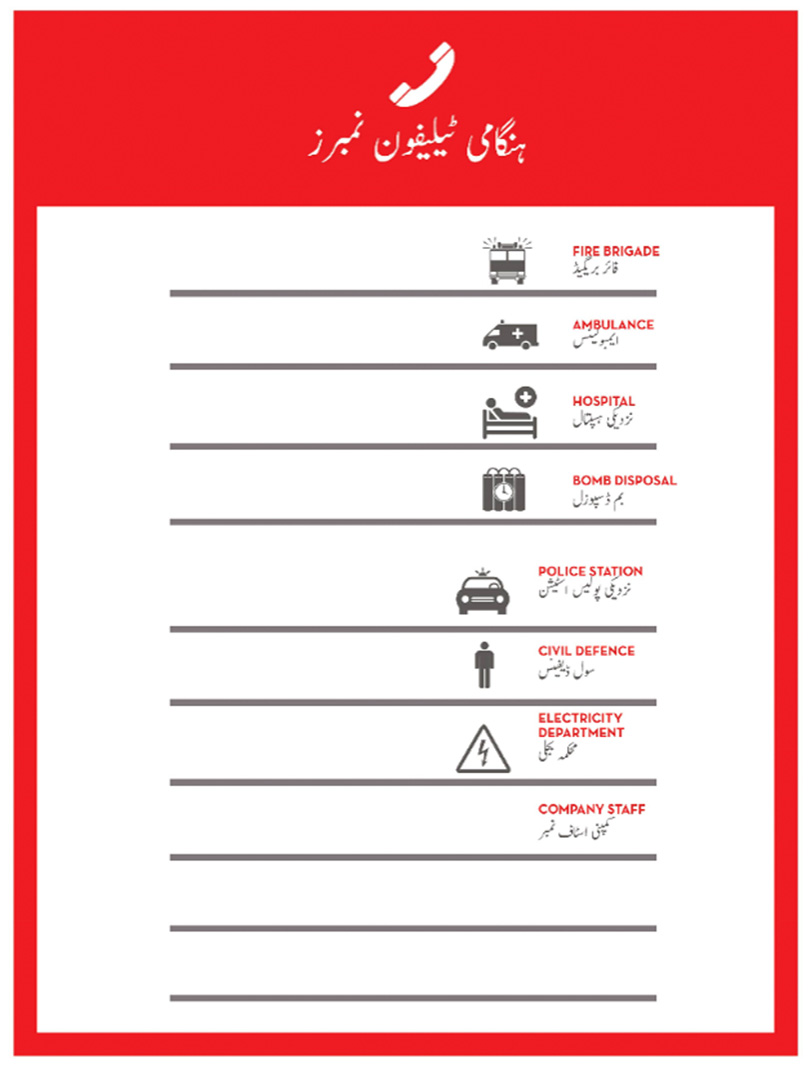 ہنگامی ٹیلیفون نمبرز
FIRE BRIGADE
فائر بریگیڈ
AMBULANCE
ایمبولینس
HOSPITAL
نزدیکی ہسپتال
BOMB DISPOSAL
بم ڈسپوزل
POLICE STATION
نزدیکی پولیس اسٹیشن
CIVIL DEFENCE
سول ڈیفینس
ELECTRICITY
DEPARTMENT
محکمہ بجلی
COMPANY STAFF
کمپنی اسٹاف نمبر